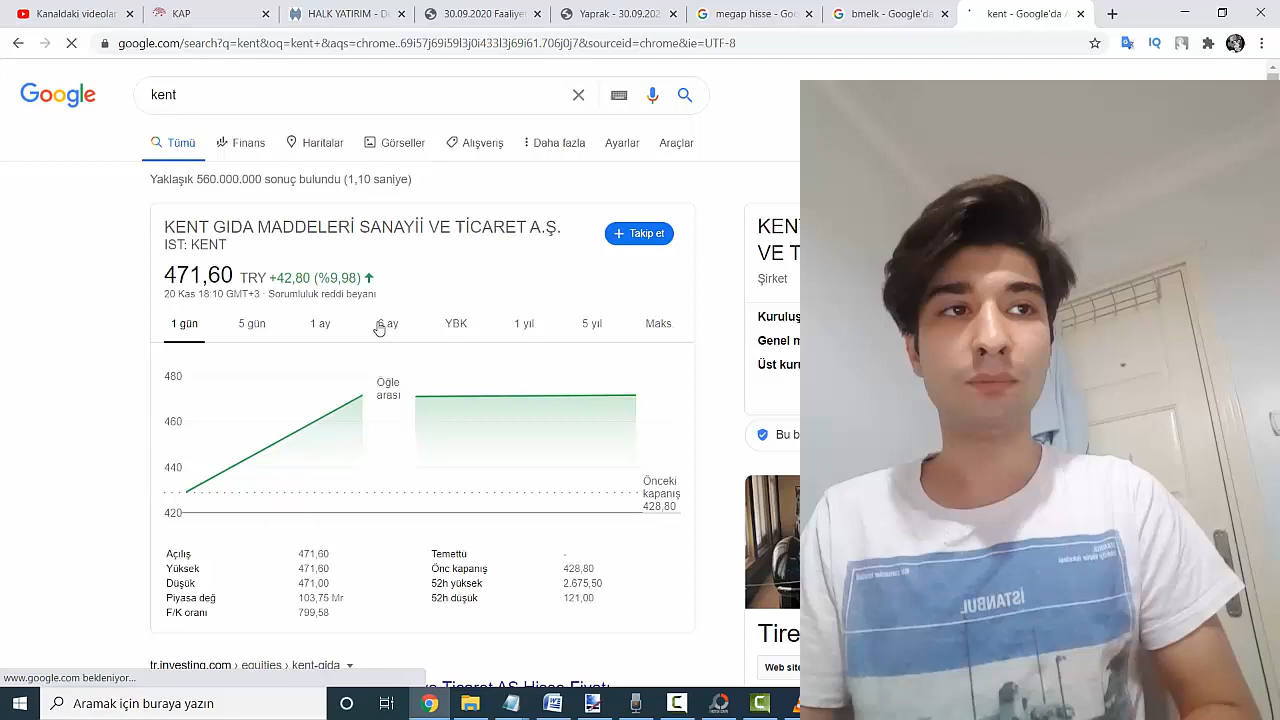 Kanaldaki videolar
KAP
HALK YATIRIM - D
30.09.2020 Faaliye
Yaprak - 30.09.202
megap hisse - Go
bmelk - Google'da
kent - Google'da A
google.com/search?q=kent&oq=kent+&aqs=chrome..69i57j69i59l3j0i433l3j69i61.706j0j7&sourceid=chrome&ie=UTF-8
Google
kent
Tümü
Finans
Haritalar
Görseller
Alışveriş
Daha fazla
Ayarlar
Araçlar
Yaklaşık 560.000.000 sonuç bulundu (1,10 saniye)
KENT GIDA MADDELERİ SANAYİİ VE TİCARET A.Ş.
IST: KENT
+ Takip et
471,60 TRY +42,80 (%9,98)
20 Kas 18:10 GMT+3 · Sorumluluk reddi beyanı
1 gün
5 gün
1 ay
6 ay
YBK
1 yıl
5 yıl
Maks.
480
460
440
420
Öğle
arası
Önceki
kapanış
428,80
Açılış 471,60
Yüksek 471,60
Düşük 471,00
Piyasa değ 103,75 Mr
F/K oranı 799,58
Temettü -
Önc kapanış 428,80
52h yüksek 2.675,50
52h düşük 121,00
KEN
VE T
Şirket
Kuruluş
Genel m
Üst kuru
Bu b
Tire
Web site
tr.investing.com › equities › kent-gida
Ticaret AS Hisse Fiyatı
www.google.com bekleniyor...
Aramak için buraya yazın
İSTANBUL